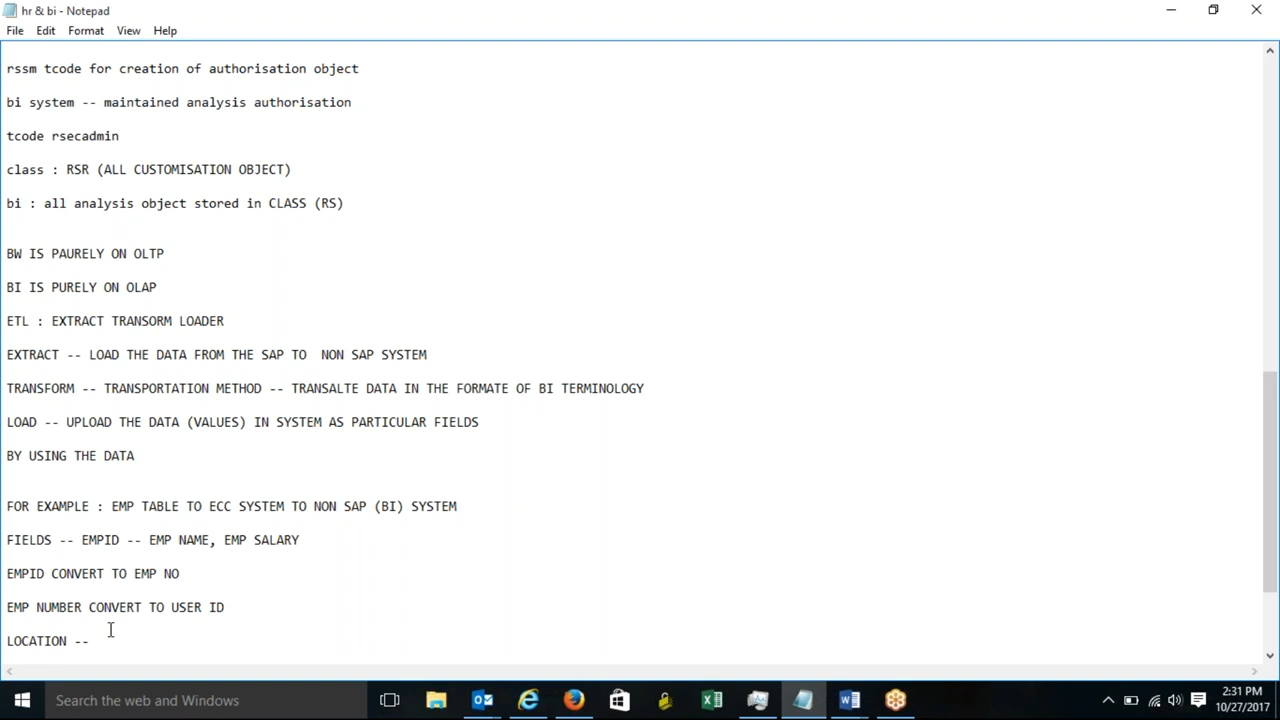 hr & bi - Notepad
File Edit Format View Help
rssm tcode for creation of authorisation object
bi system -- maintained analysis authorisation
tcode rsecadmin
class : RSR (ALL CUSTOMISATION OBJECT)
bi : all analysis object stored in CLASS (RS)
BW IS PAURELY ON OLTP
BI IS PURELY ON OLAP
ETL : EXTRACT TRANSORM LOADER
EXTRACT -- LOAD THE DATA FROM THE SAP TO  NON SAP SYSTEM
TRANSFORM -- TRANSPORTATION METHOD -- TRANSALTE DATA IN THE FORMATE OF BI TERMINOLOGY
LOAD -- UPLOAD THE DATA (VALUES) IN SYSTEM AS PARTICULAR FIELDS
BY USING THE DATA
FOR EXAMPLE : EMP TABLE TO ECC SYSTEM TO NON SAP (BI) SYSTEM
FIELDS -- EMPID -- EMP NAME, EMP SALARY
EMPID CONVERT TO EMP NO
EMP NUMBER CONVERT TO USER ID
LOCATION --
Search the web and Windows
2:31 PM
10/27/2017